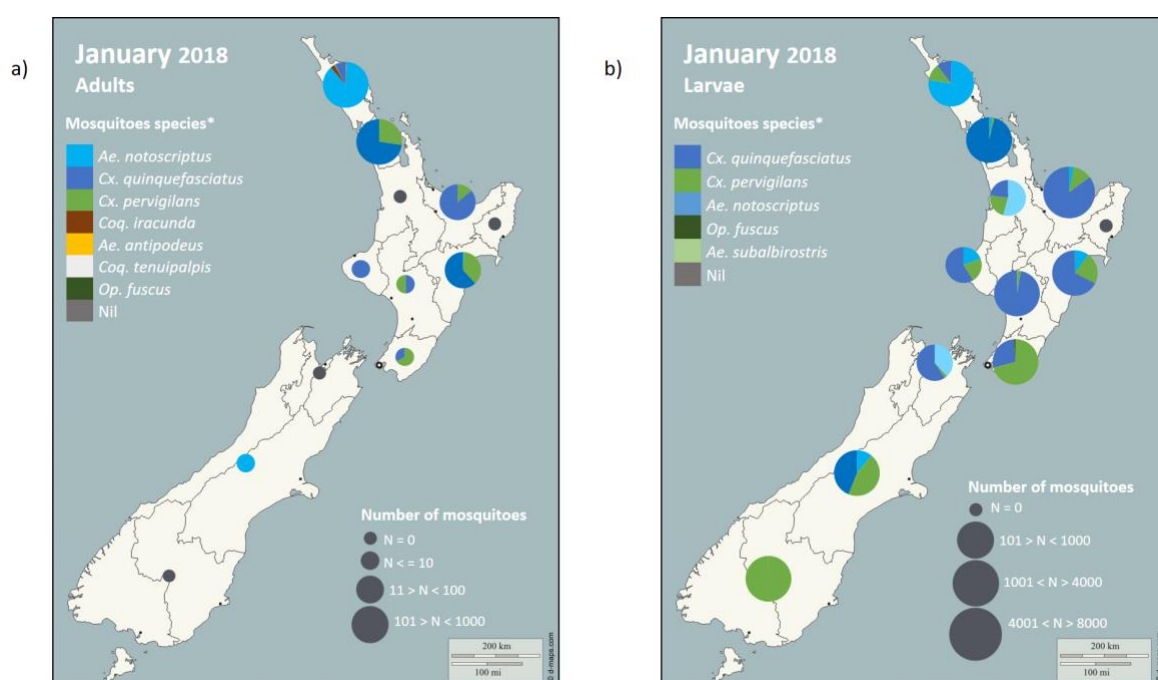 a)
January 2018
Adults
Mosquitoes species*
Ae. notoscriptus
Cx. quinquefasciatus
Cx. pervigilans
Coq. iracunda
Ae. antipodeus
Coq. tenuipalpis
Op. fuscus
Nil
Number of mosquitoes
N = 0
N < = 10
11 > N < 100
101 > N < 1000
200 km
100 mi
© d-maps.com
b)
January 2018
Larvae
Mosquitoes species*
Cx. quinquefasciatus
Cx. pervigilans
Ae. notoscriptus
Op. fuscus
Ae. subalbirostris
Nil
Number of mosquitoes
N = 0
101 > N < 1000
1001 < N > 4000
4001 < N > 8000
200 km
100 mi